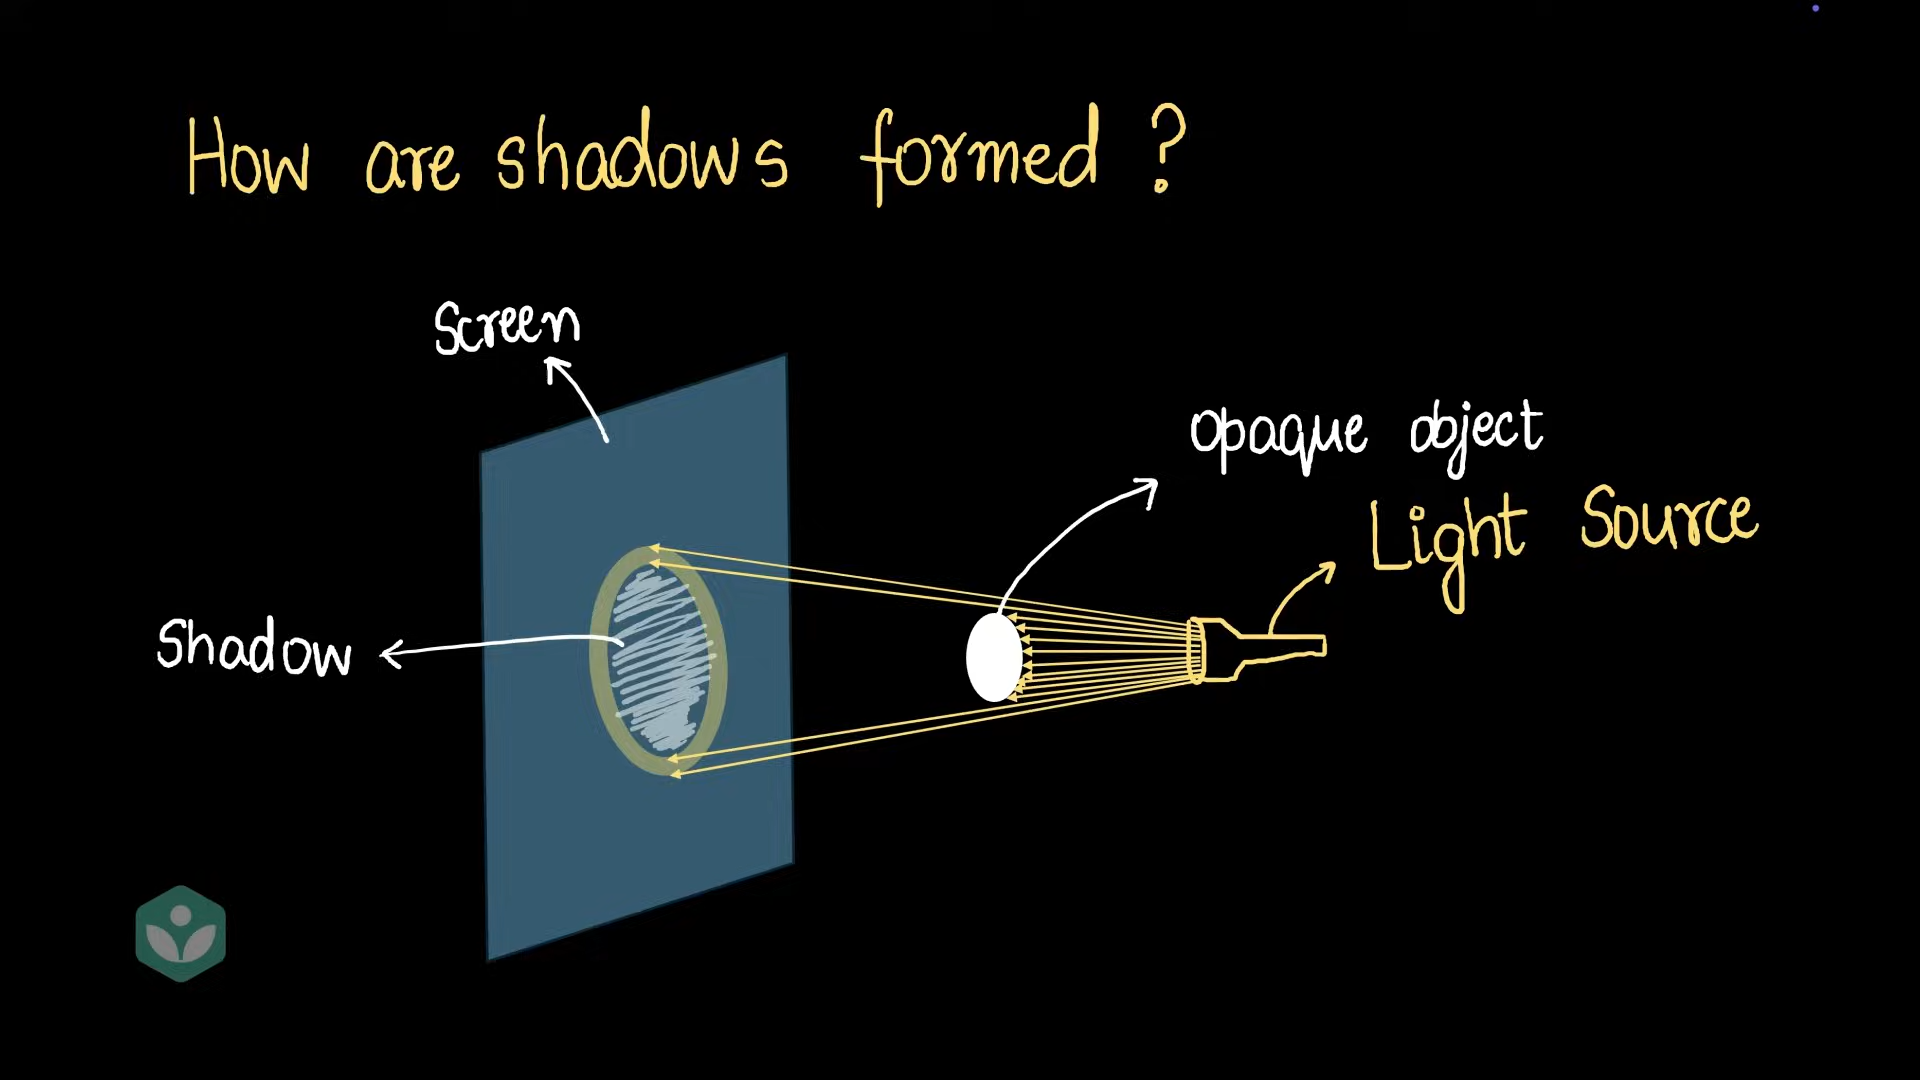 How are shadows formed ?
Screen
opaque object
Light Source
Shadow